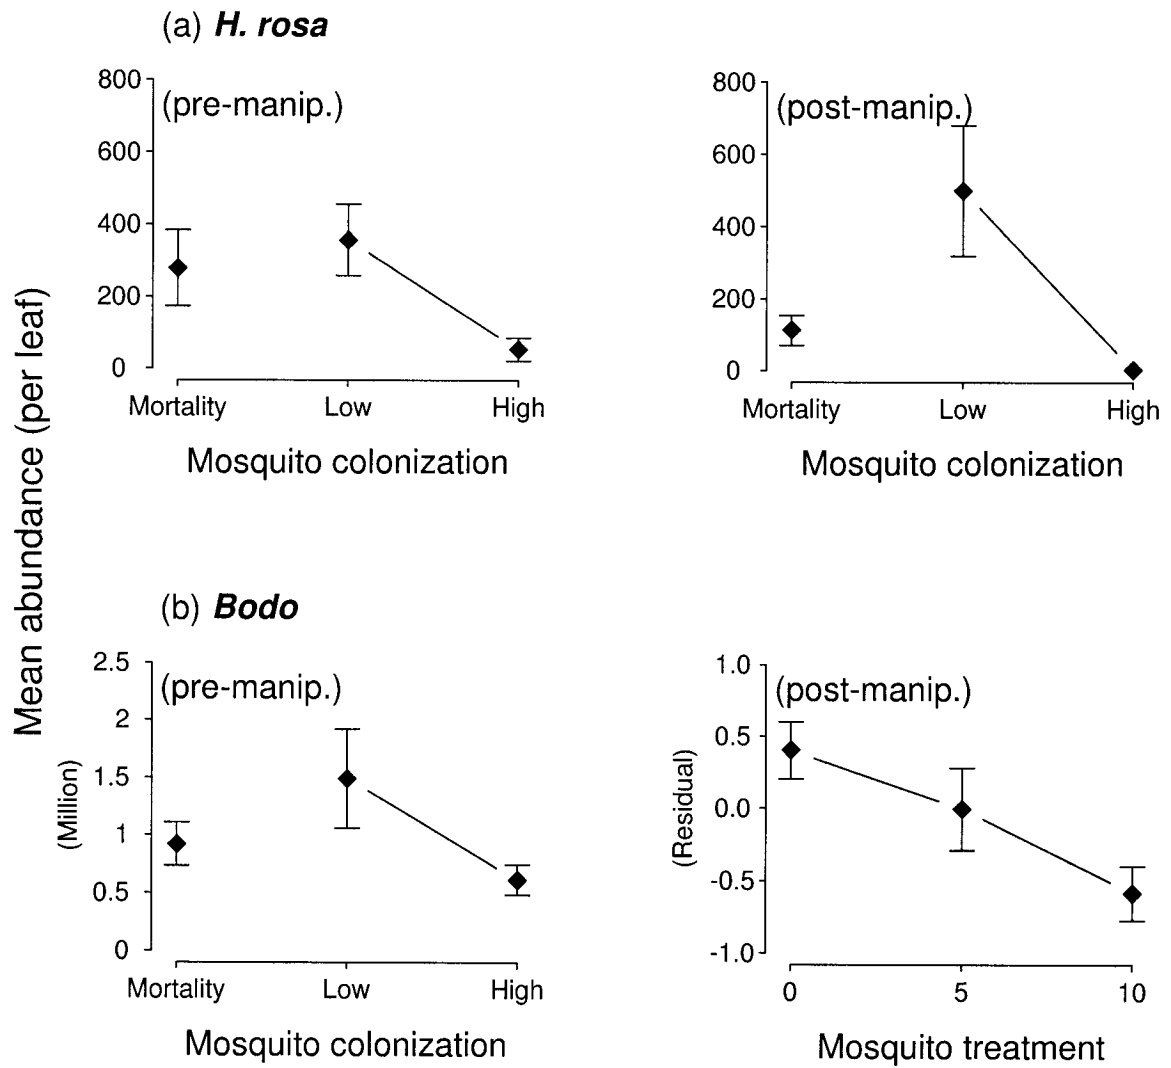 (a) H. rosa
Mean abundance (per leaf)
(pre-manip.)
800
600
400
200
0
Mortality Low High
Mosquito colonization
(post-manip.)
800
600
400
200
0
Mortality Low High
Mosquito colonization
(b) Bodo
(pre-manip.)
(Million)
2.5
2
1.5
1
0.5
0
Mortality Low High
Mosquito colonization
(post-manip.)
(Residual)
1.0
0.5
0.0
-0.5
-1.0
0 5 10
Mosquito treatment